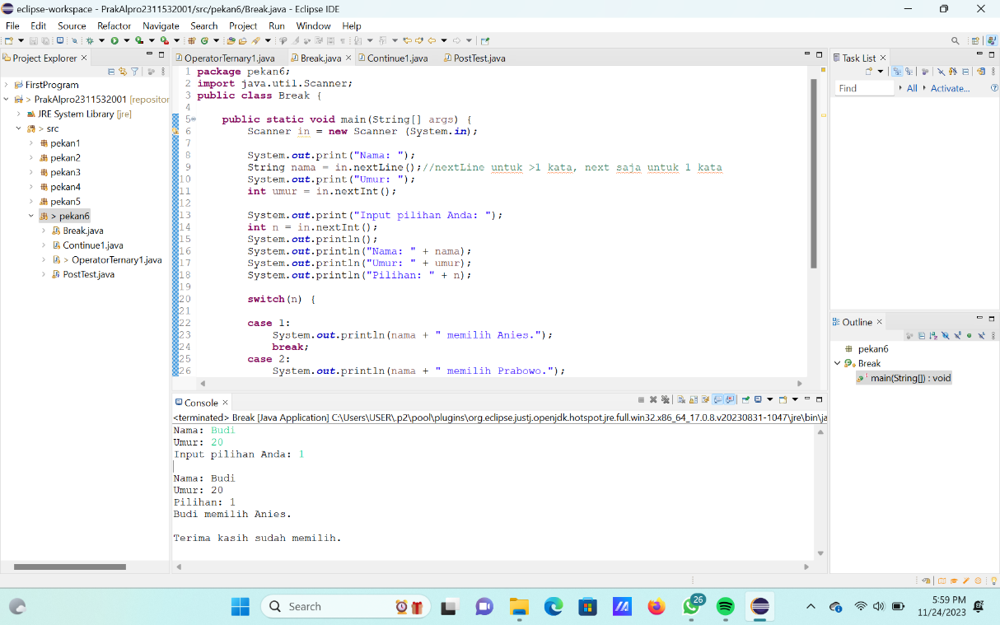 eclipse-workspace - PrakAlpro2311532001/src/pekan6/Break.java - Eclipse IDE
File Edit Source Refactor Navigate Search Project Run Window Help
Project Explorer
FirstProgram
> PrakAlpro2311532001 [repositor
JRE System Library [jre]
> src
pekan1
pekan2
pekan3
pekan4
pekan5
> pekan6
Break.java
Continue1.java
> OperatorTernary1.java
PostTest.java
OperatorTernary1.java Break.java Continue1.java PostTest.java
1 package pekan6;
2 import java.util.Scanner;
3 public class Break {
4
5 public static void main(String[] args) {
6 Scanner in = new Scanner (System.in);
7
8 System.out.print("Nama: ");
9 String nama = in.nextLine();//nextLine untuk >1 kata, next saja untuk 1 kata
10 System.out.print("Umur: ");
11 int umur = in.nextInt();
12
13 System.out.print("Input pilihan Anda: ");
14 int n = in.nextInt();
15 System.out.println();
16 System.out.println("Nama: " + nama);
17 System.out.println("Umur: " + umur);
18 System.out.println("Pilihan: " + n);
19
20 switch(n) {
21
22 case 1:
23 System.out.println(nama + " memilih Anies.");
24 break;
25 case 2:
26 System.out.println(nama + " memilih Prabowo.");
Console
<terminated> Break [Java Application] C:\Users\USER\.p2\pool\plugins\org.eclipse.justj.openjdk.hotspot.jre.full.win32.x86_64_17.0.8.v20230831-1047\jre\bin\ja
Nama: Budi
Umur: 20
Input pilihan Anda: 1
Nama: Budi
Umur: 20
Pilihan: 1
Budi memilih Anies.
Terima kasih sudah memilih.
Task List
Find All Activate...
Outline
pekan6
Break
main(String[]) : void
Search
26
5:59 PM
11/24/2023